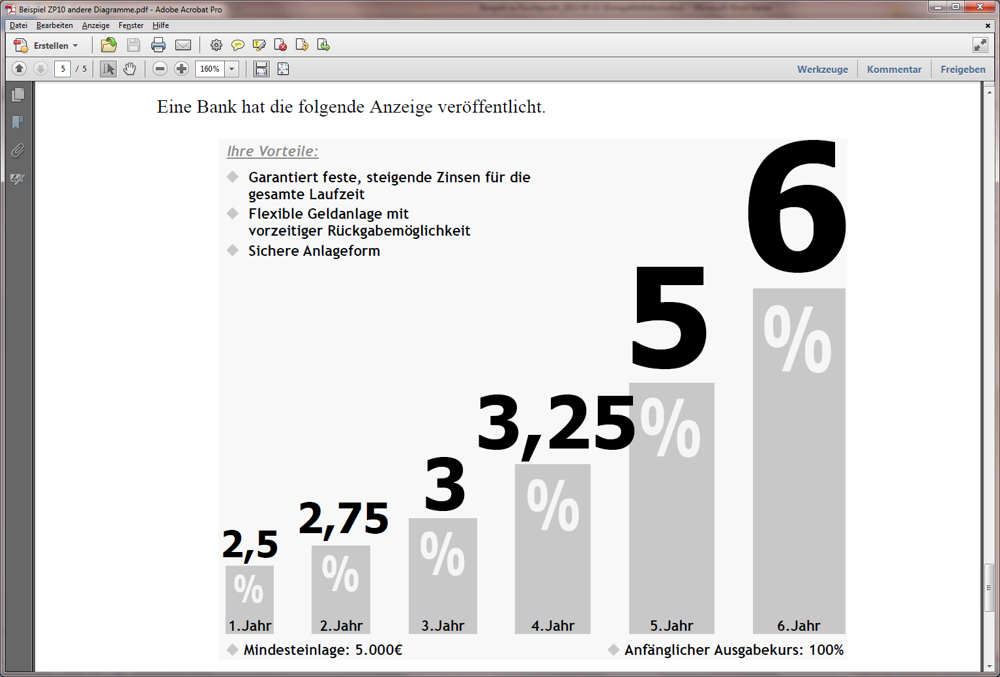 Beispiel ZP10 andere Diagramme.pdf - Adobe Acrobat Pro
Datei Bearbeiten Anzeige Fenster Hilfe
Erstellen
5 / 5 160% Werkzeuge Kommentar Freigeben
Eine Bank hat die folgende Anzeige veröffentlicht.
Ihre Vorteile:
Garantiert feste, steigende Zinsen für die
gesamte Laufzeit
Flexible Geldanlage mit
vorzeitiger Rückgabemöglichkeit
Sichere Anlageform
2,5
%
1.Jahr
2,75
%
2.Jahr
3
%
3.Jahr
3,25
%
4.Jahr
5
%
5.Jahr
6
%
6.Jahr
Mindesteinlage: 5.000€
Anfänglicher Ausgabekurs: 100%